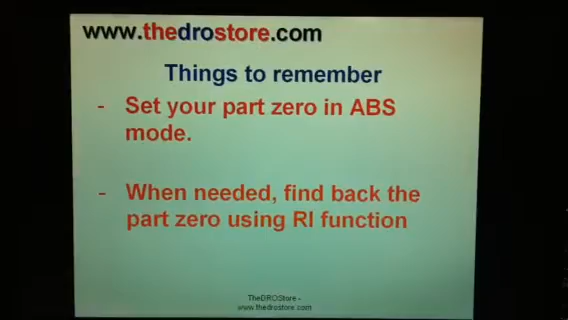 www.thedrostore.com
Things to remember
- Set your part zero in ABS
mode.
- When needed, find back the
part zero using RI function
TheDROStore -
www.thedrostore.com